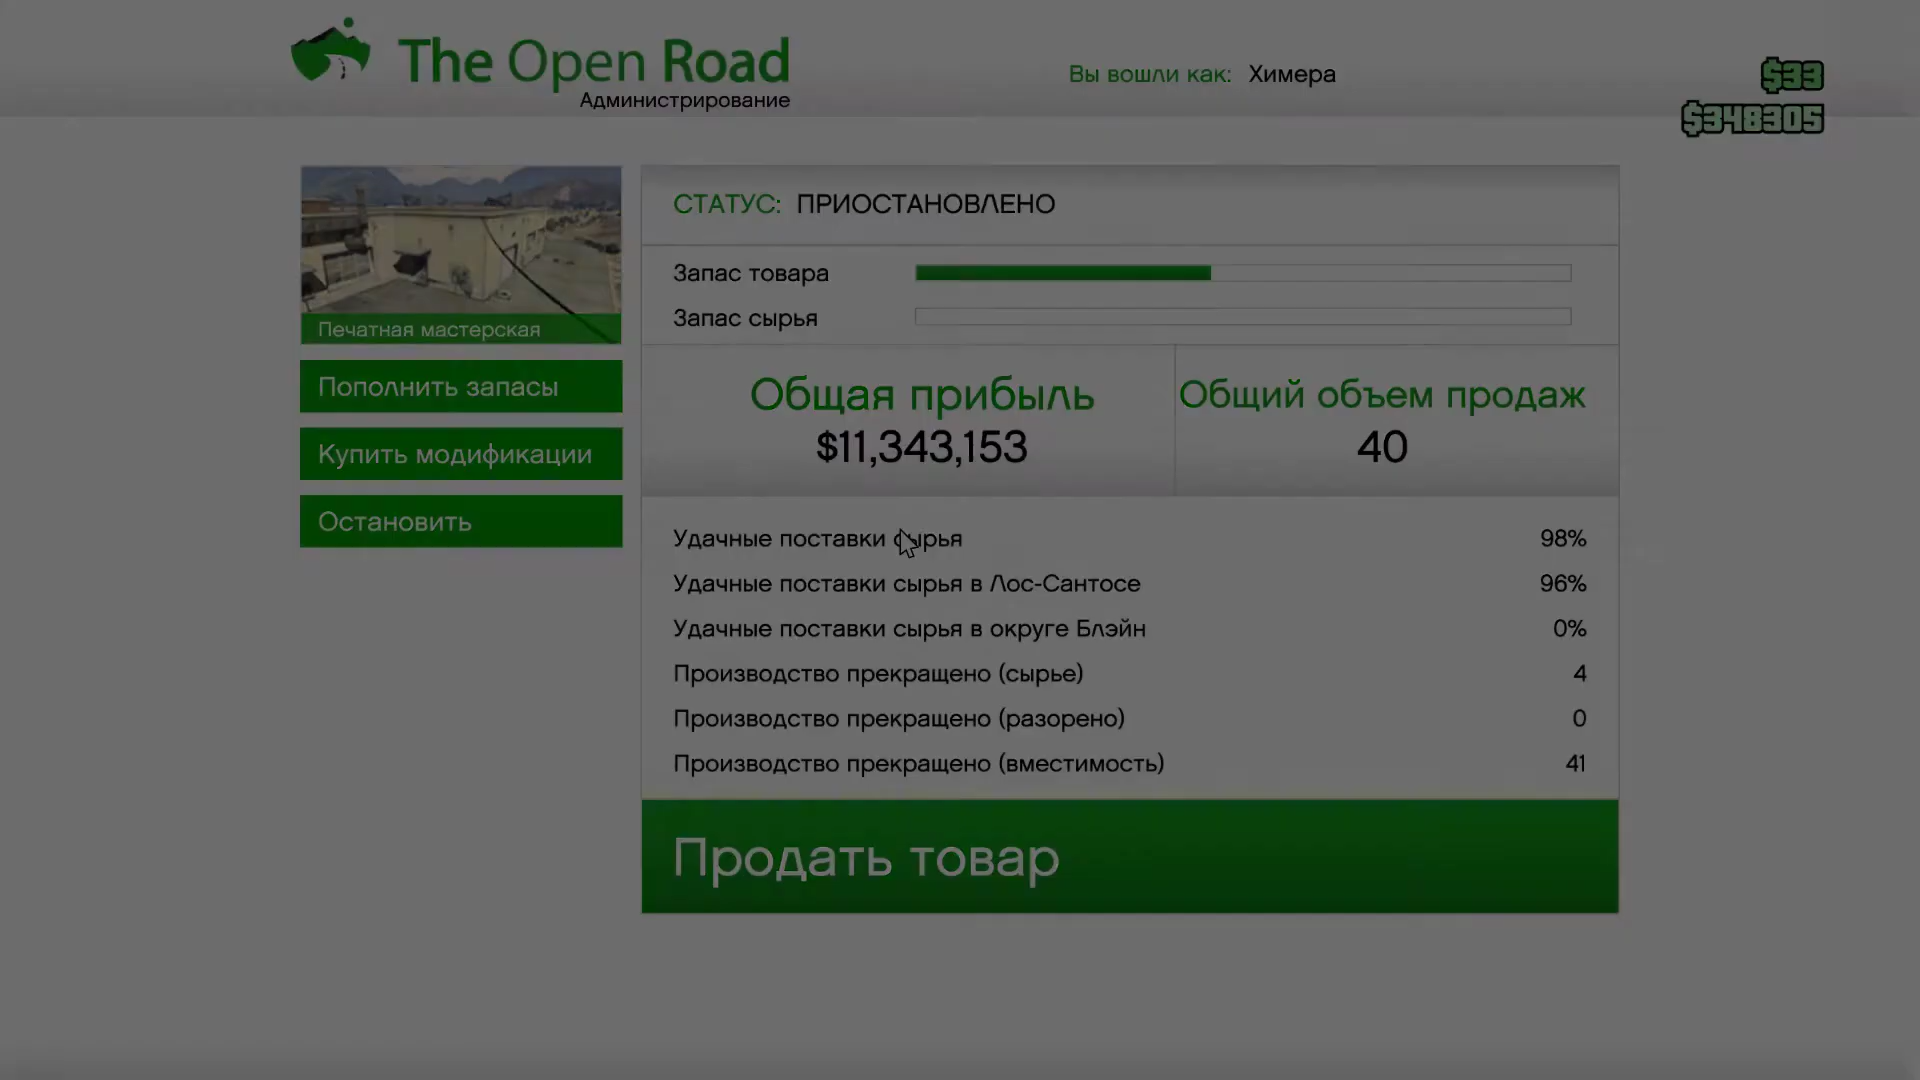 The Open Road
Администрирование
Вы вошли как: Химера
$33
$348305
Печатная мастерская
Пополнить запасы
Купить модификации
Остановить
СТАТУС: ПРИОСТАНОВЛЕНО
Запас товара
Запас сырья
Общая прибыль
$11,343,153
Общий объем продаж
40
Удачные поставки сырья 98%
Удачные поставки сырья в Лос-Сантосе 96%
Удачные поставки сырья в округе Блэйн 0%
Производство прекращено (сырье) 4
Производство прекращено (разорено) 0
Производство прекращено (вместимость) 41
Продать товар